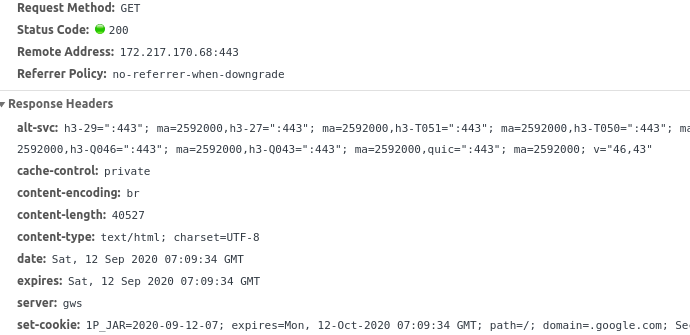 Request Method: GET
Status Code: 200
Remote Address: 172.217.170.68:443
Referrer Policy: no-referrer-when-downgrade
Response Headers
alt-svc: h3-29=":443"; ma=2592000,h3-27=":443"; ma=2592000,h3-T051=":443"; ma=2592000,h3-T050=":443"; ma
2592000,h3-Q046=":443"; ma=2592000,h3-Q043=":443"; ma=2592000,quic=":443"; ma=2592000; v="46,43"
cache-control: private
content-encoding: br
content-length: 40527
content-type: text/html; charset=UTF-8
date: Sat, 12 Sep 2020 07:09:34 GMT
expires: Sat, 12 Sep 2020 07:09:34 GMT
server: gws
set-cookie: 1P_JAR=2020-09-12-07; expires=Mon, 12-Oct-2020 07:09:34 GMT; path=/; domain=.google.com; Se